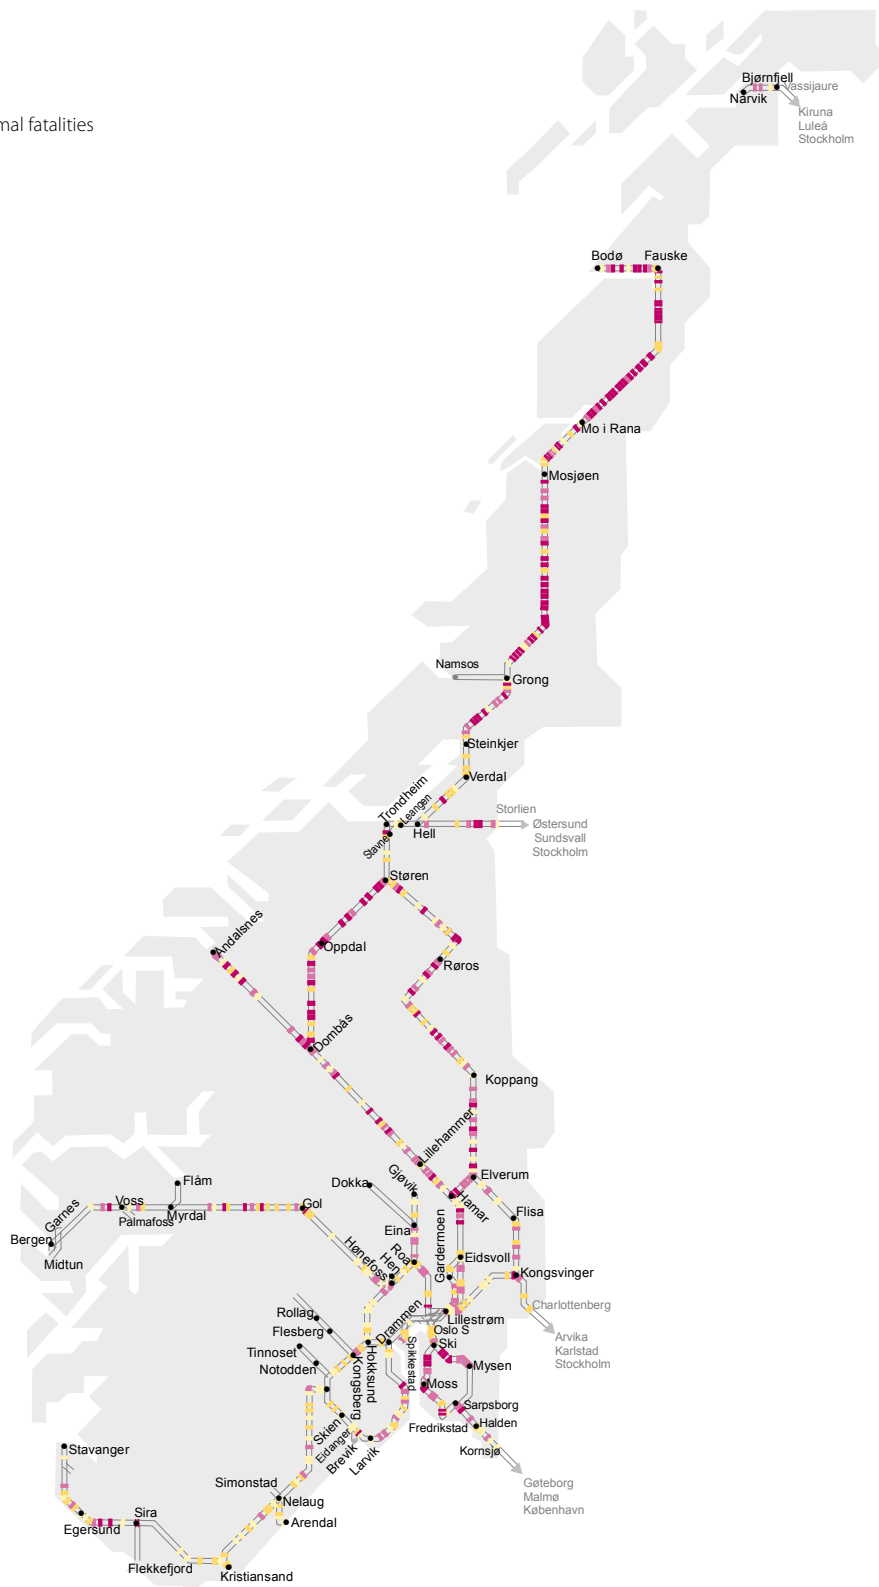 mal fatalities
Bjørnfjell
Vassijaure
Narvik
Kiruna
Luleå
Stockholm
Bodø
Fauske
Mo i Rana
Mosjøen
Namsos
Grong
Steinkjer
Verdal
Trondheim
Leangen
Storlien
Stavne
Hell
Østersund
Sundsvall
Stockholm
Støren
Åndalsnes
Oppdal
Røros
Dombås
Koppang
Lillehammer
Elverum
Flåm
Dokka
Gjøvik
Hamar
Garnes
Voss
Palmafoss
Myrdal
Gol
Flisa
Bergen
Midtun
Eina
Gardermoen
Hønefoss
Hen
Roa
Eidsvoll
Kongsvinger
Charlottenberg
Rollag
Drammen
Lillestrøm
Flesberg
Oslo S
Ski
Arvika
Karlstad
Stockholm
Tinnoset
Notodden
Kongsberg
Hokksund
Spikkestad
Mysen
Moss
Sarpsborg
Fredrikstad
Halden
Kornsjø
Skien
Eidanger
Brevik
Larvik
Stavanger
Gøteborg
Malmø
København
Simonstad
Nelaug
Sira
Arendal
Egersund
Flekkefjord
Kristiansand